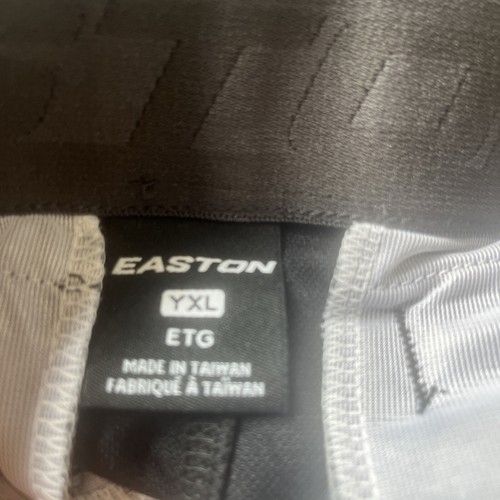 EASTON
YXL
ETG
MADE IN TAIWAN
FABRIQUÉ À TAÏWAN